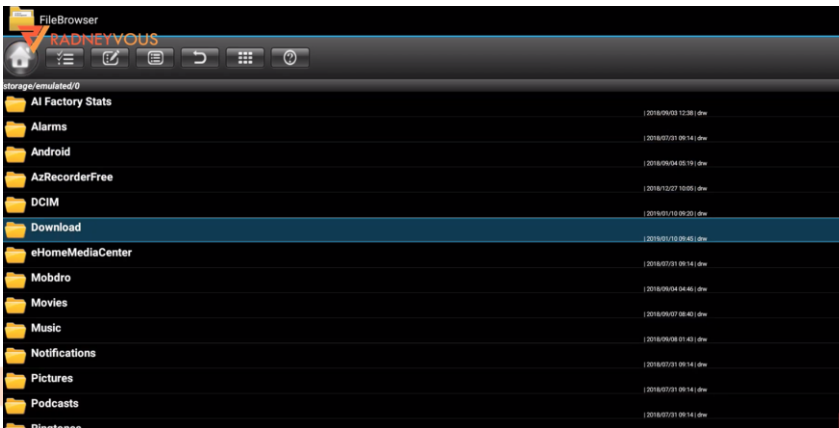 FileBrowser
RADNEYVOUS
storage/emulated/0
AI Factory Stats
| 2018/09/03 12:38 | drw
Alarms
| 2018/07/31 09:14 | drw
Android
| 2018/09/04 05:19 | drw
AzRecorderFree
| 2018/12/27 10:05 | drw
DCIM
| 2019/01/10 09:20 | drw
Download
| 2019/01/10 09:45 | drw
eHomeMediaCenter
| 2018/07/31 09:14 | drw
Mobdro
| 2018/09/04 04:46 | drw
Movies
| 2018/09/07 08:40 | drw
Music
| 2018/09/08 01:43 | drw
Notifications
| 2018/07/31 09:14 | drw
Pictures
| 2018/07/31 09:14 | drw
Podcasts
| 2018/07/31 09:14 | drw